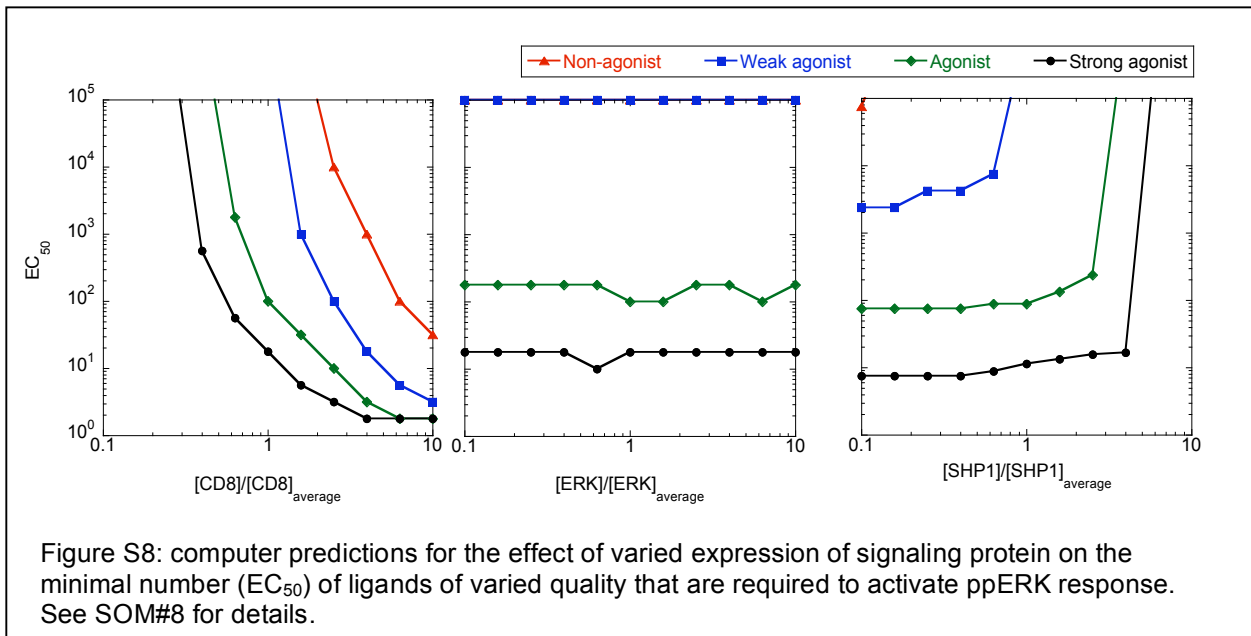 Non-agonist Weak agonist Agonist Strong agonist
10^5
10^4
10^3
10^2
10^1
10^0
EC50
0.1 1 10
0.1 1 10
0.1 1 10
[CD8]/[CD8]average
[ERK]/[ERK]average
[SHP1]/[SHP1]average
Figure S8: computer predictions for the effect of varied expression of signaling protein on the
minimal number (EC50) of ligands of varied quality that are required to activate ppERK response.
See SOM#8 for details.